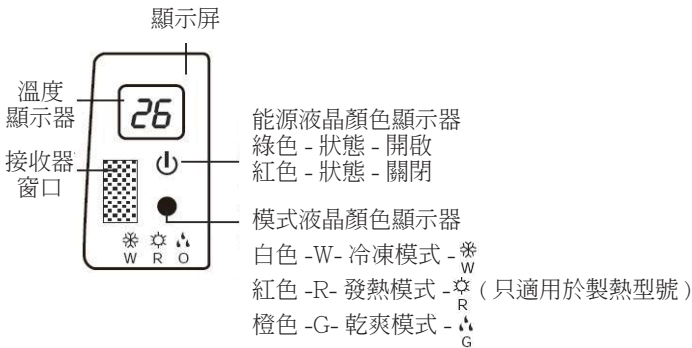 顯示屏
溫度
顯示器
26
接收器
窗口
W R O
能源液晶顏色顯示器
綠色 - 狀態 - 開啟
紅色 - 狀態 - 關閉
模式液晶顏色顯示器
白色 -W- 冷凍模式 - W
紅色 -R- 發熱模式 - R ( 只適用於製熱型號 )
橙色 -G- 乾爽模式 - G